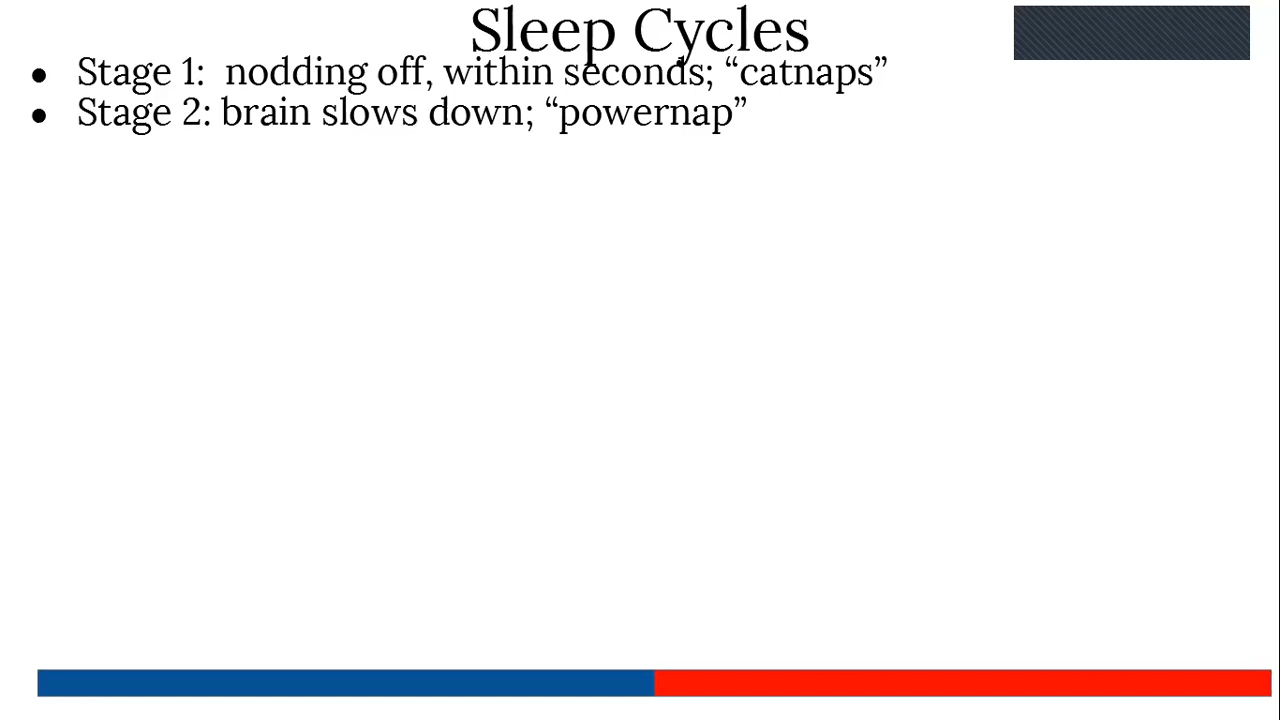 Sleep Cycles
● Stage 1:  nodding off, within seconds; “catnaps”
● Stage 2: brain slows down; “powernap”